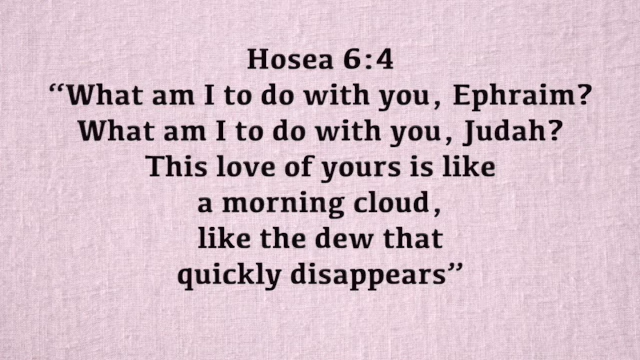 Hosea 6:4
“What am I to do with you, Ephraim?
What am I to do with you, Judah?
This love of yours is like
a morning cloud,
like the dew that
quickly disappears”